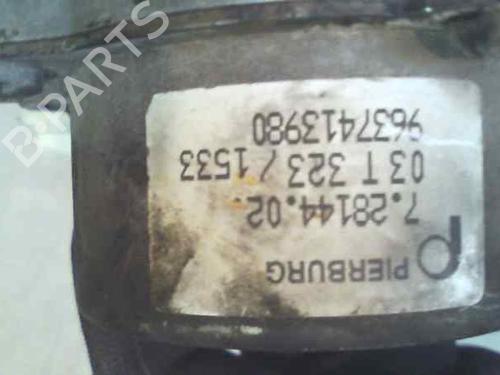 PIERBURG
7.28144.02.
03 T 323 / 1533
9637413980
B-PARTS